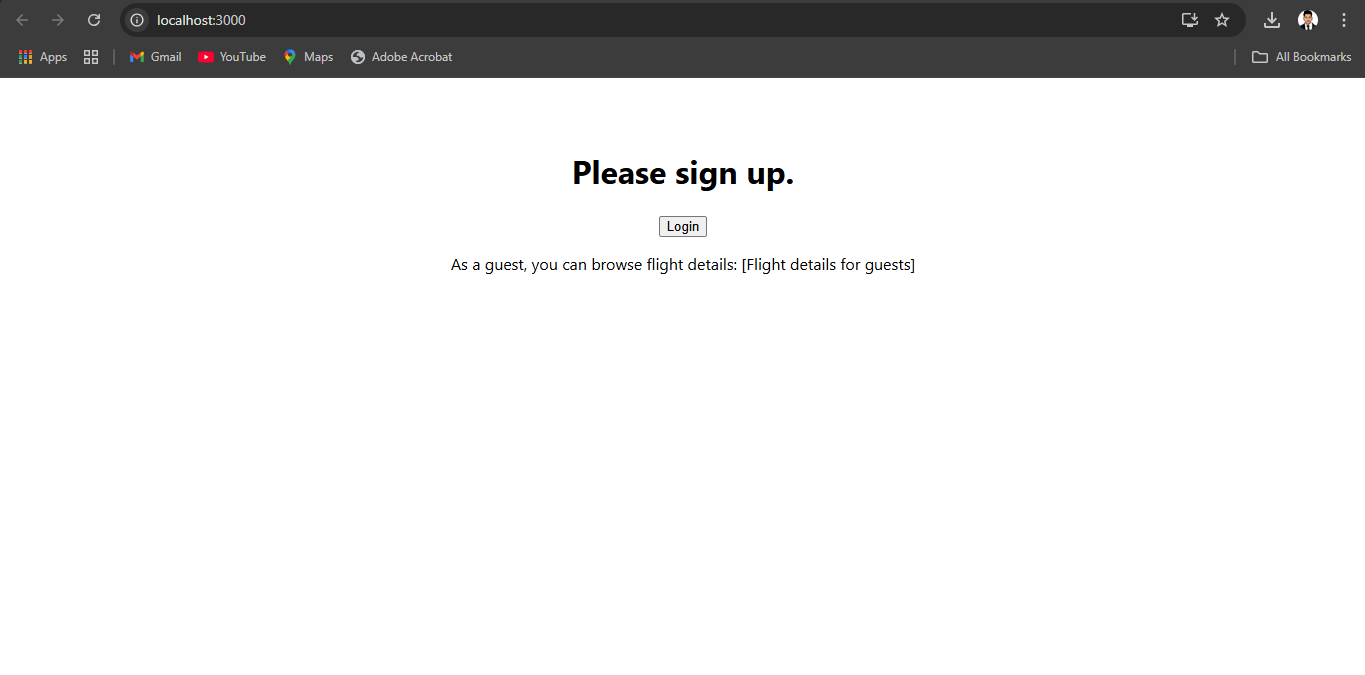 localhost:3000
Apps Gmail YouTube Maps Adobe Acrobat All Bookmarks
Please sign up.
Login
As a guest, you can browse flight details: [Flight details for guests]